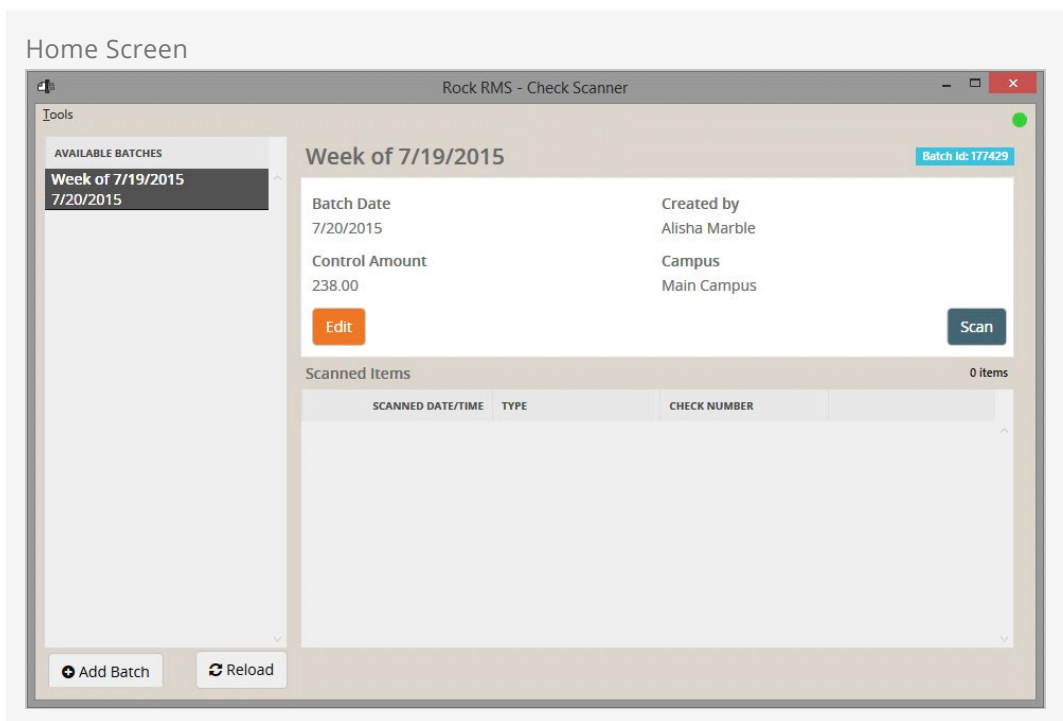 Home Screen
Rock RMS - Check Scanner
Tools
AVAILABLE BATCHES
Week of 7/19/2015
7/20/2015
Week of 7/19/2015
Batch Id: 177429
Batch Date
7/20/2015
Created by
Alisha Marble
Control Amount
238.00
Campus
Main Campus
Edit
Scan
Scanned Items
0 items
SCANNED DATE/TIME TYPE CHECK NUMBER
Add Batch
Reload